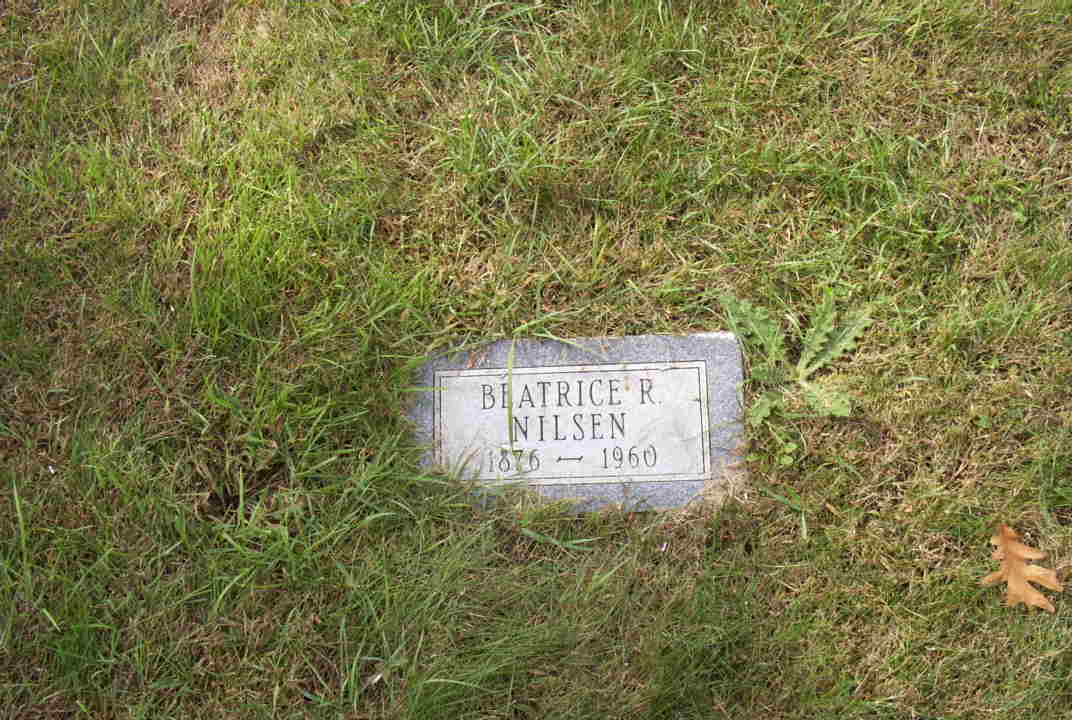 BEATRICE R.
NILSEN
1876 — 1960